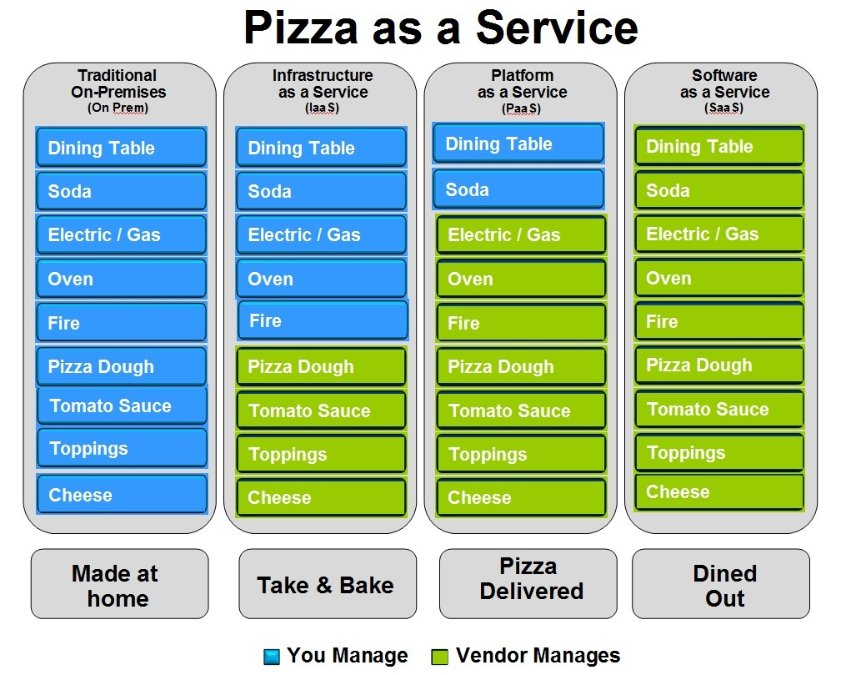 Pizza as a Service
Traditional
On-Premises
(On Prem)
Dining Table
Soda
Electric / Gas
Oven
Fire
Pizza Dough
Tomato Sauce
Toppings
Cheese
Made at
home
Infrastructure
as a Service
(IaaS)
Dining Table
Soda
Electric / Gas
Oven
Fire
Pizza Dough
Tomato Sauce
Toppings
Cheese
Take & Bake
Platform
as a Service
(PaaS)
Dining Table
Soda
Electric / Gas
Oven
Fire
Pizza Dough
Tomato Sauce
Toppings
Cheese
Pizza
Delivered
Software
as a Service
(SaaS)
Dining Table
Soda
Electric / Gas
Oven
Fire
Pizza Dough
Tomato Sauce
Toppings
Cheese
Dined
Out
You Manage
Vendor Manages